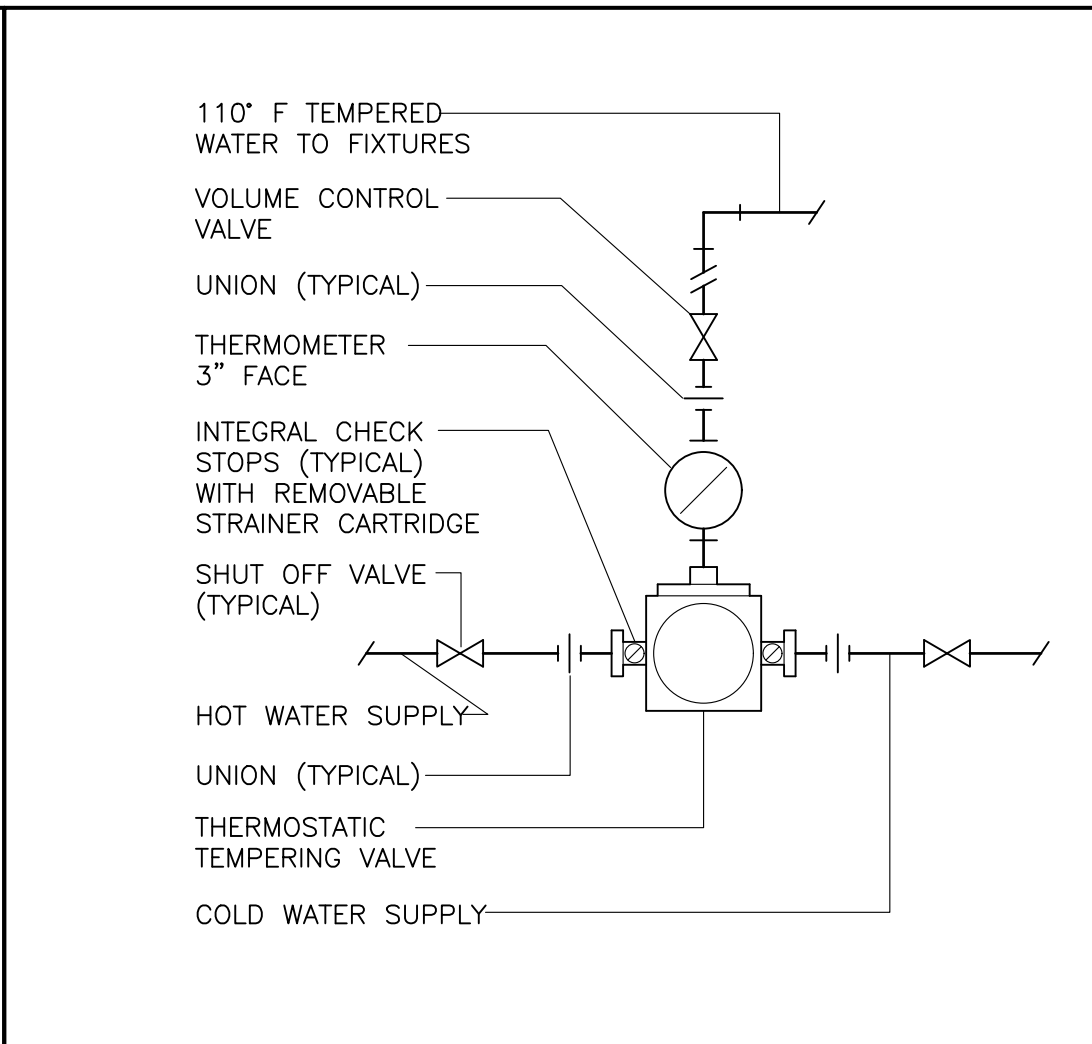 110° F TEMPERED
WATER TO FIXTURES
VOLUME CONTROL
VALVE
UNION (TYPICAL)
THERMOMETER
3” FACE
INTEGRAL CHECK
STOPS (TYPICAL)
WITH REMOVABLE
STRAINER CARTRIDGE
SHUT OFF VALVE
(TYPICAL)
HOT WATER SUPPLY
UNION (TYPICAL)
THERMOSTATIC
TEMPERING VALVE
COLD WATER SUPPLY